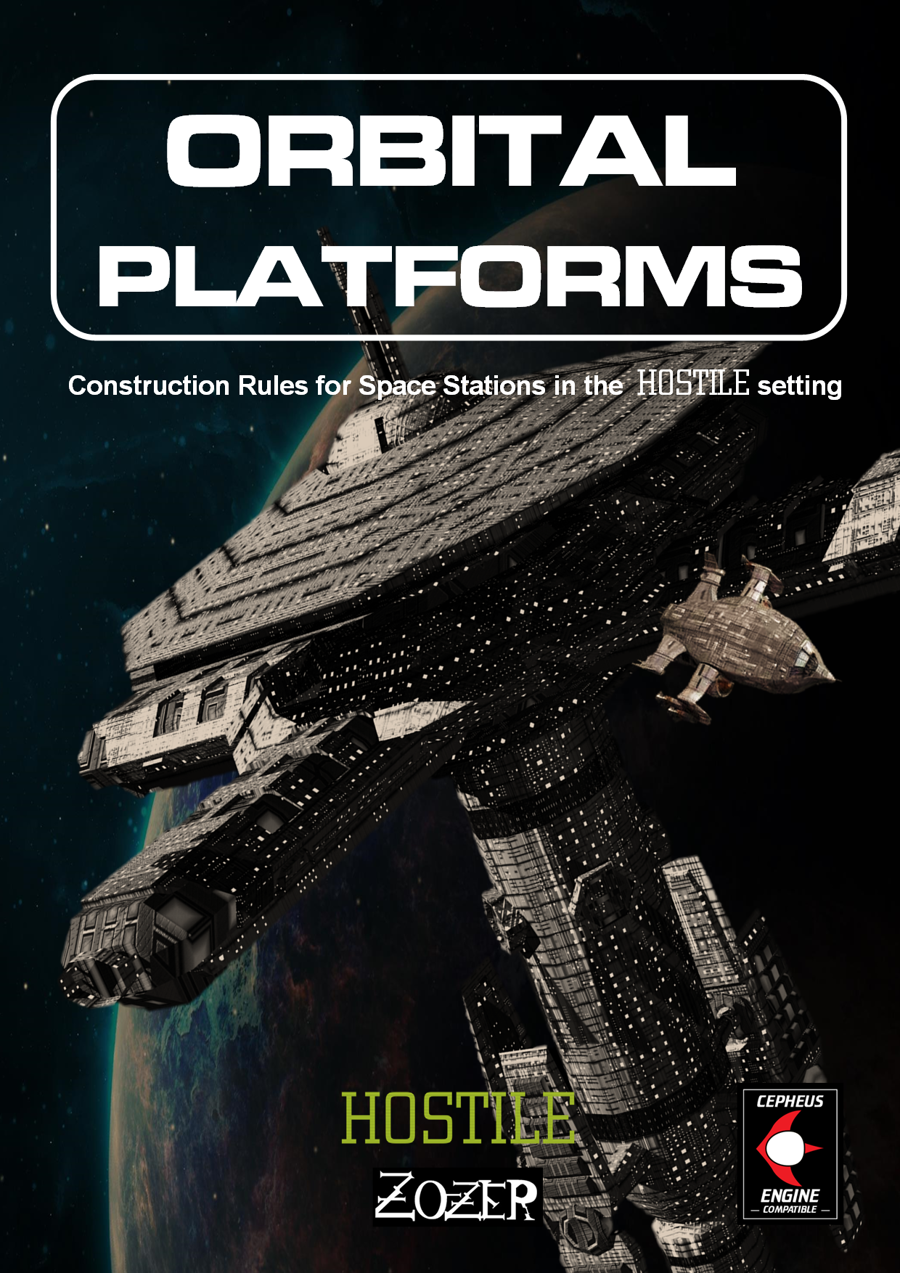 ORBITAL
PLATFORMS
Construction Rules for Space Stations in the HOSTILE setting
HOSTILE
ZOZER
CEPHEUS
ENGINE
— COMPATIBLE —